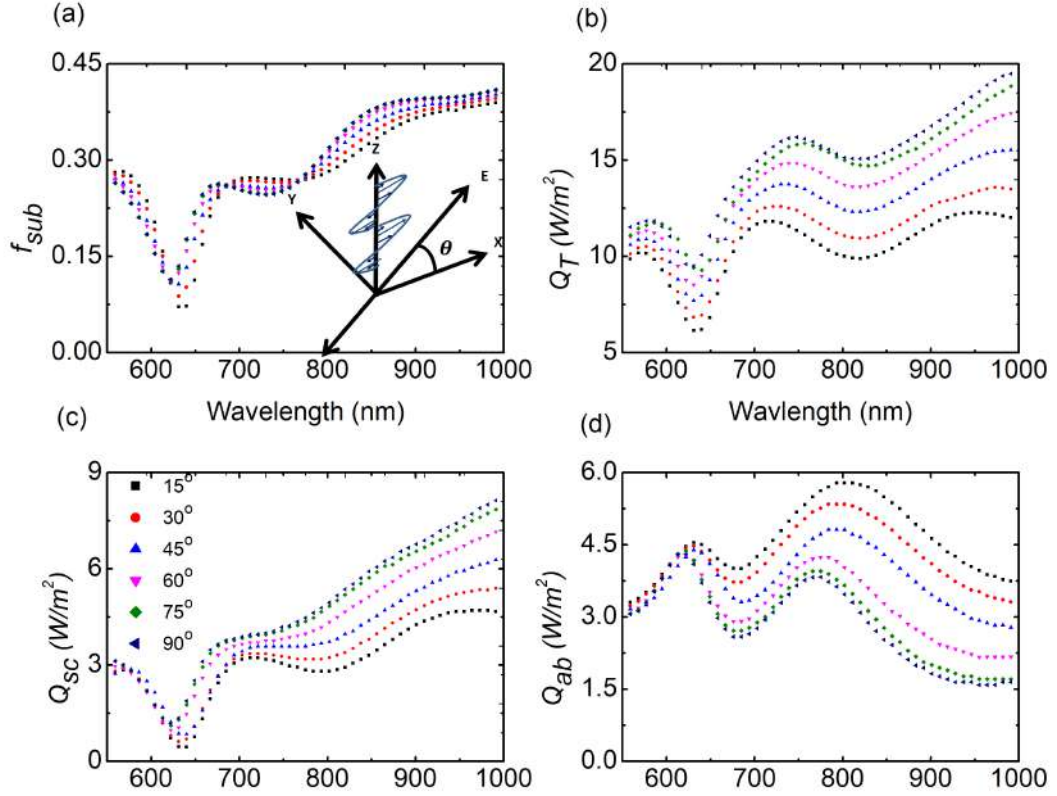 (a)
0.45
0.30
0.15
0.00
f_sub
600 700 800 900 1000
Wavelength (nm)
Z
Y
E
X
θ
(b)
20
15
10
5
Q_T (W/m²)
600 700 800 900 1000
Wavlength (nm)
(c)
9
6
3
0
Q_sc (W/m²)
15°
30°
45°
60°
75°
90°
600 700 800 900 1000
(d)
6.0
4.5
3.0
1.5
0.0
Q_ab (W/m²)
600 700 800 900 1000